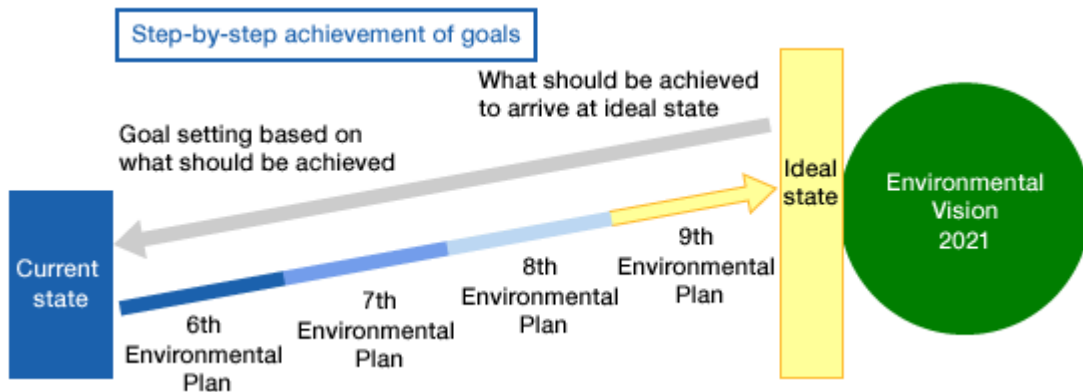 Step-by-step achievement of goals
What should be achieved
to arrive at ideal state
Goal setting based on
what should be achieved
Current
state
6th
Environmental
Plan
7th
Environmental
Plan
8th
Environmental
Plan
9th
Environmental
Plan
Ideal
state
Environmental
Vision
2021